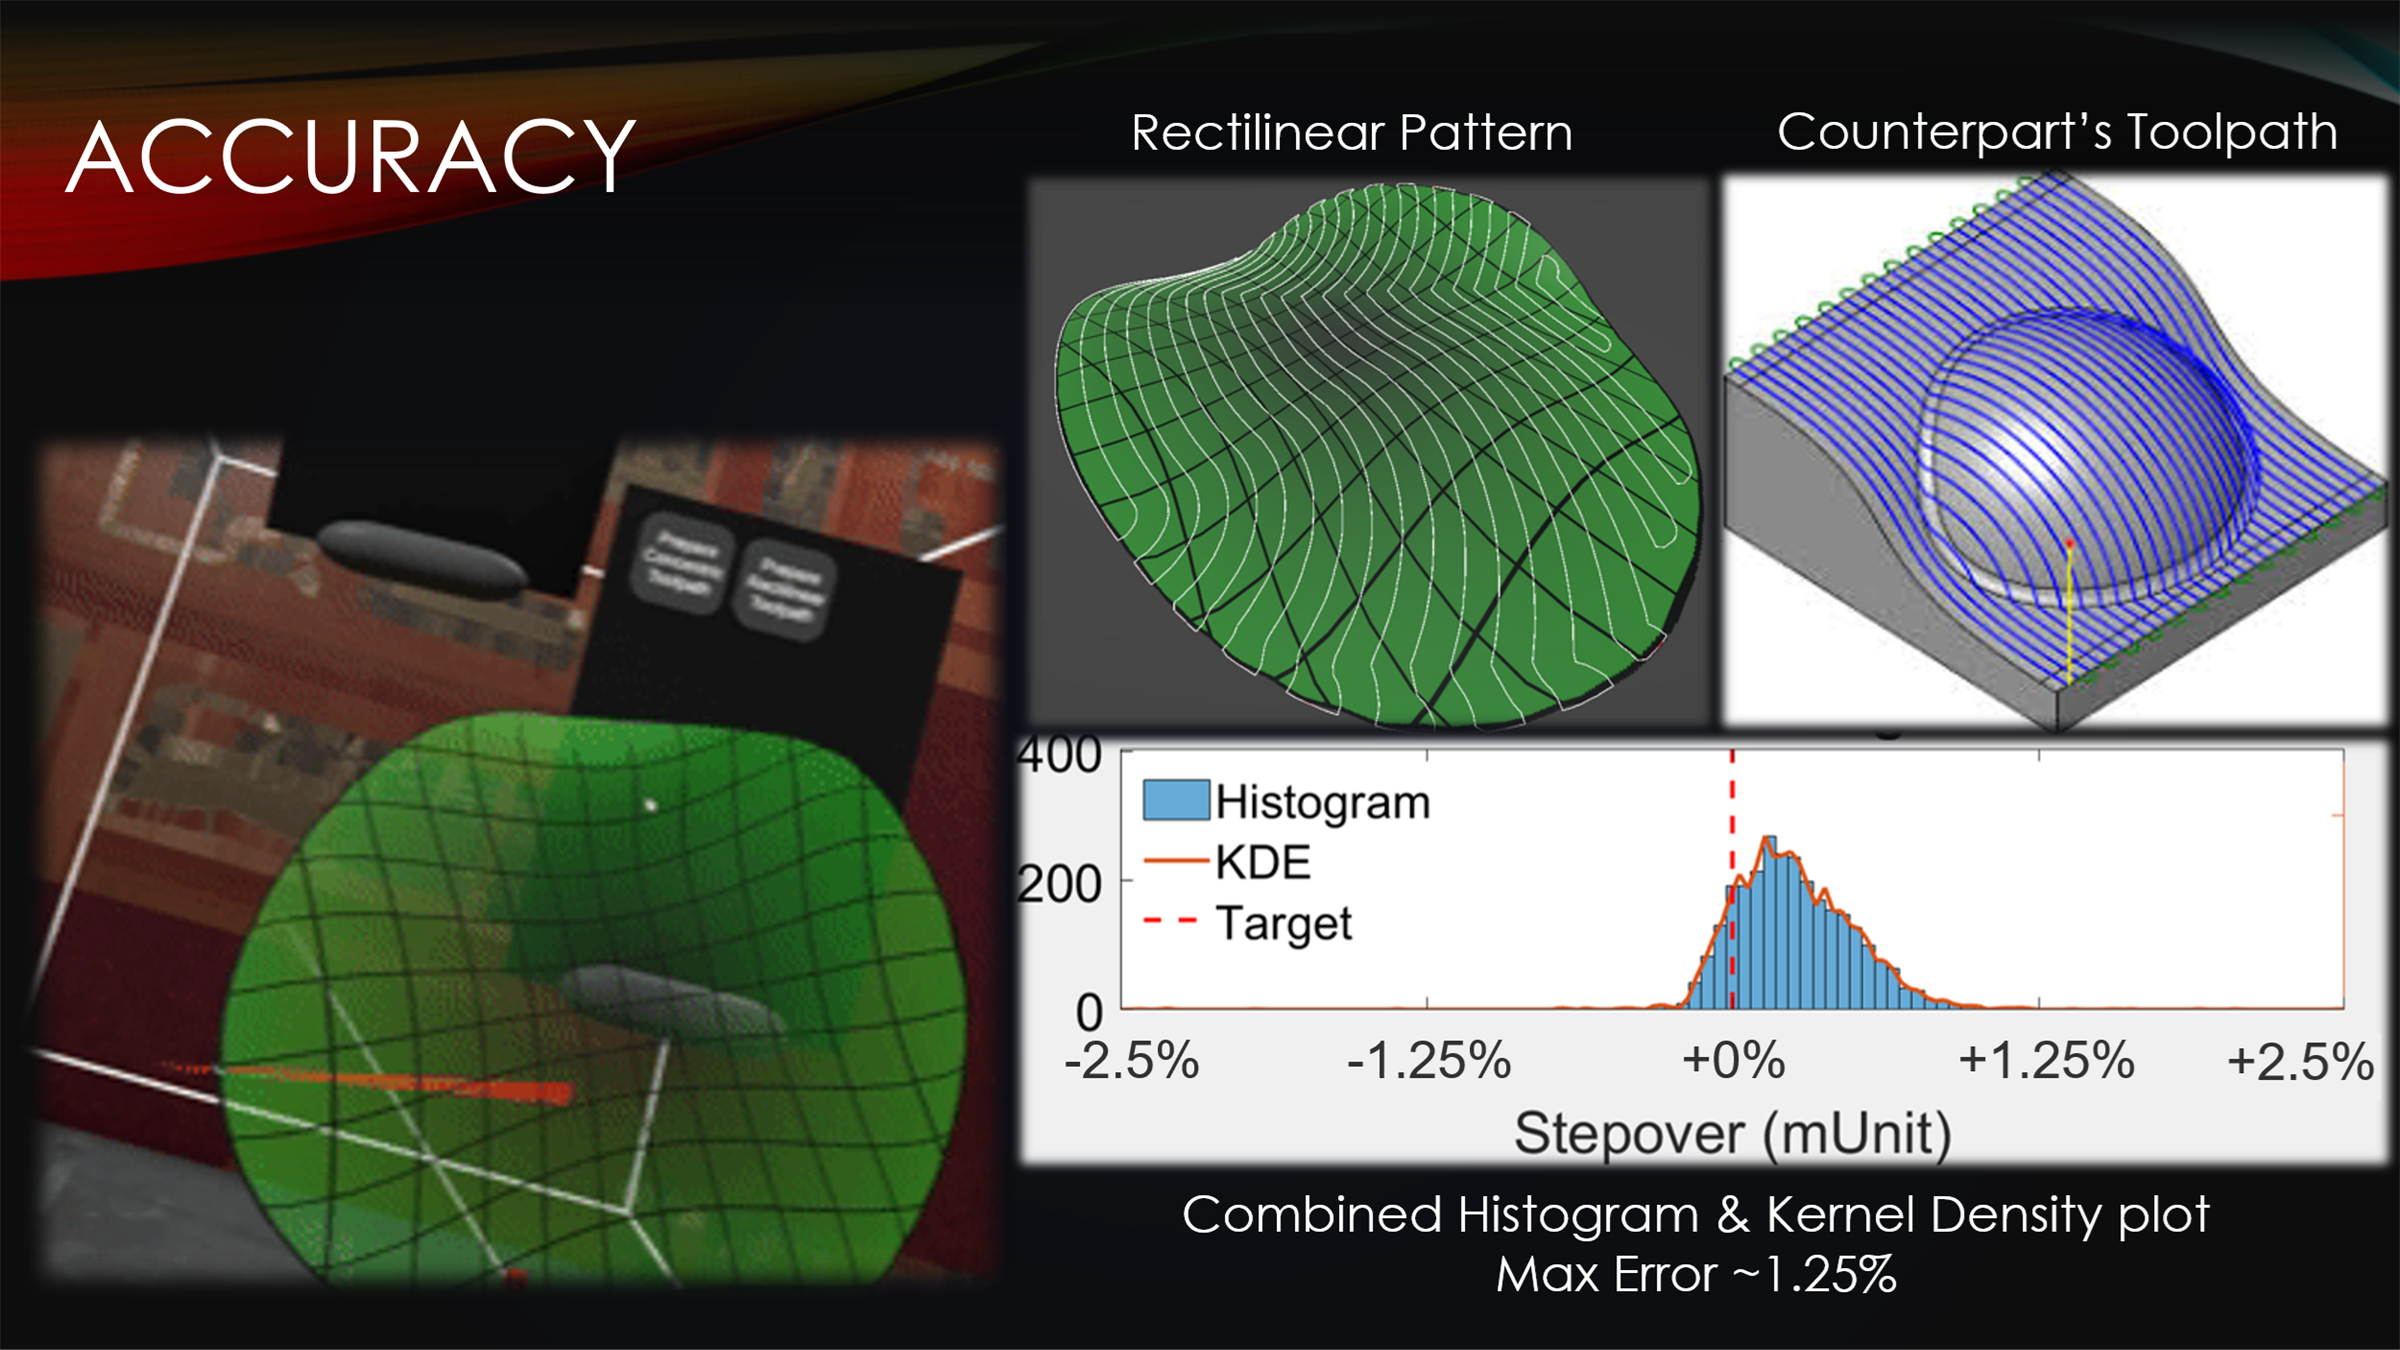 ACCURACY
Rectilinear Pattern
Counterpart's Toolpath
Prepare
Concentric
Toolpath
Prepare
Rectilinear
Toolpath
400
200
0
Histogram
KDE
Target
-2.5%
-1.25%
+0%
+1.25%
+2.5%
Stepover (mUnit)
Combined Histogram & Kernel Density plot
Max Error ~1.25%